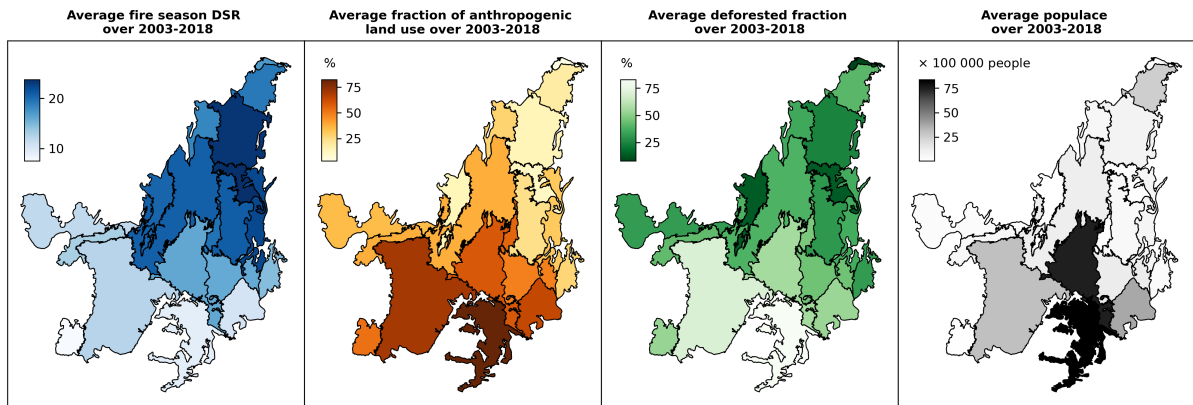 Average fire season DSR
over 2003-2018
20
10
Average fraction of anthropogenic
land use over 2003-2018
%
75
50
25
Average deforested fraction
over 2003-2018
%
75
50
25
Average populace
over 2003-2018
× 100 000 people
75
50
25